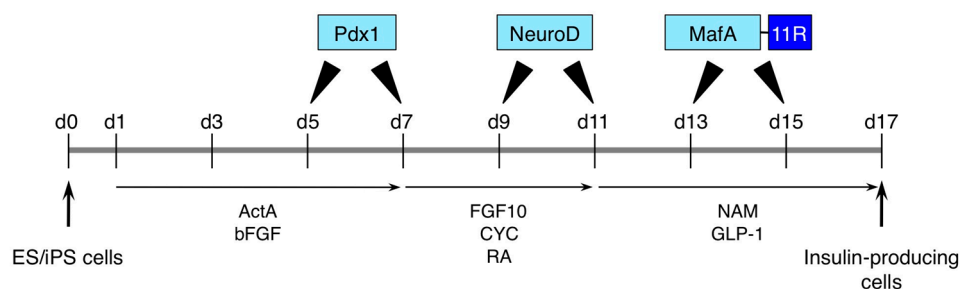 Pdx1 NeuroD MafA 11R
d0 d1 d3 d5 d7 d9 d11 d13 d15 d17
ActA FGF10 NAM
bFGF CYC GLP-1
RA
ES/iPS cells Insulin-producing
cells